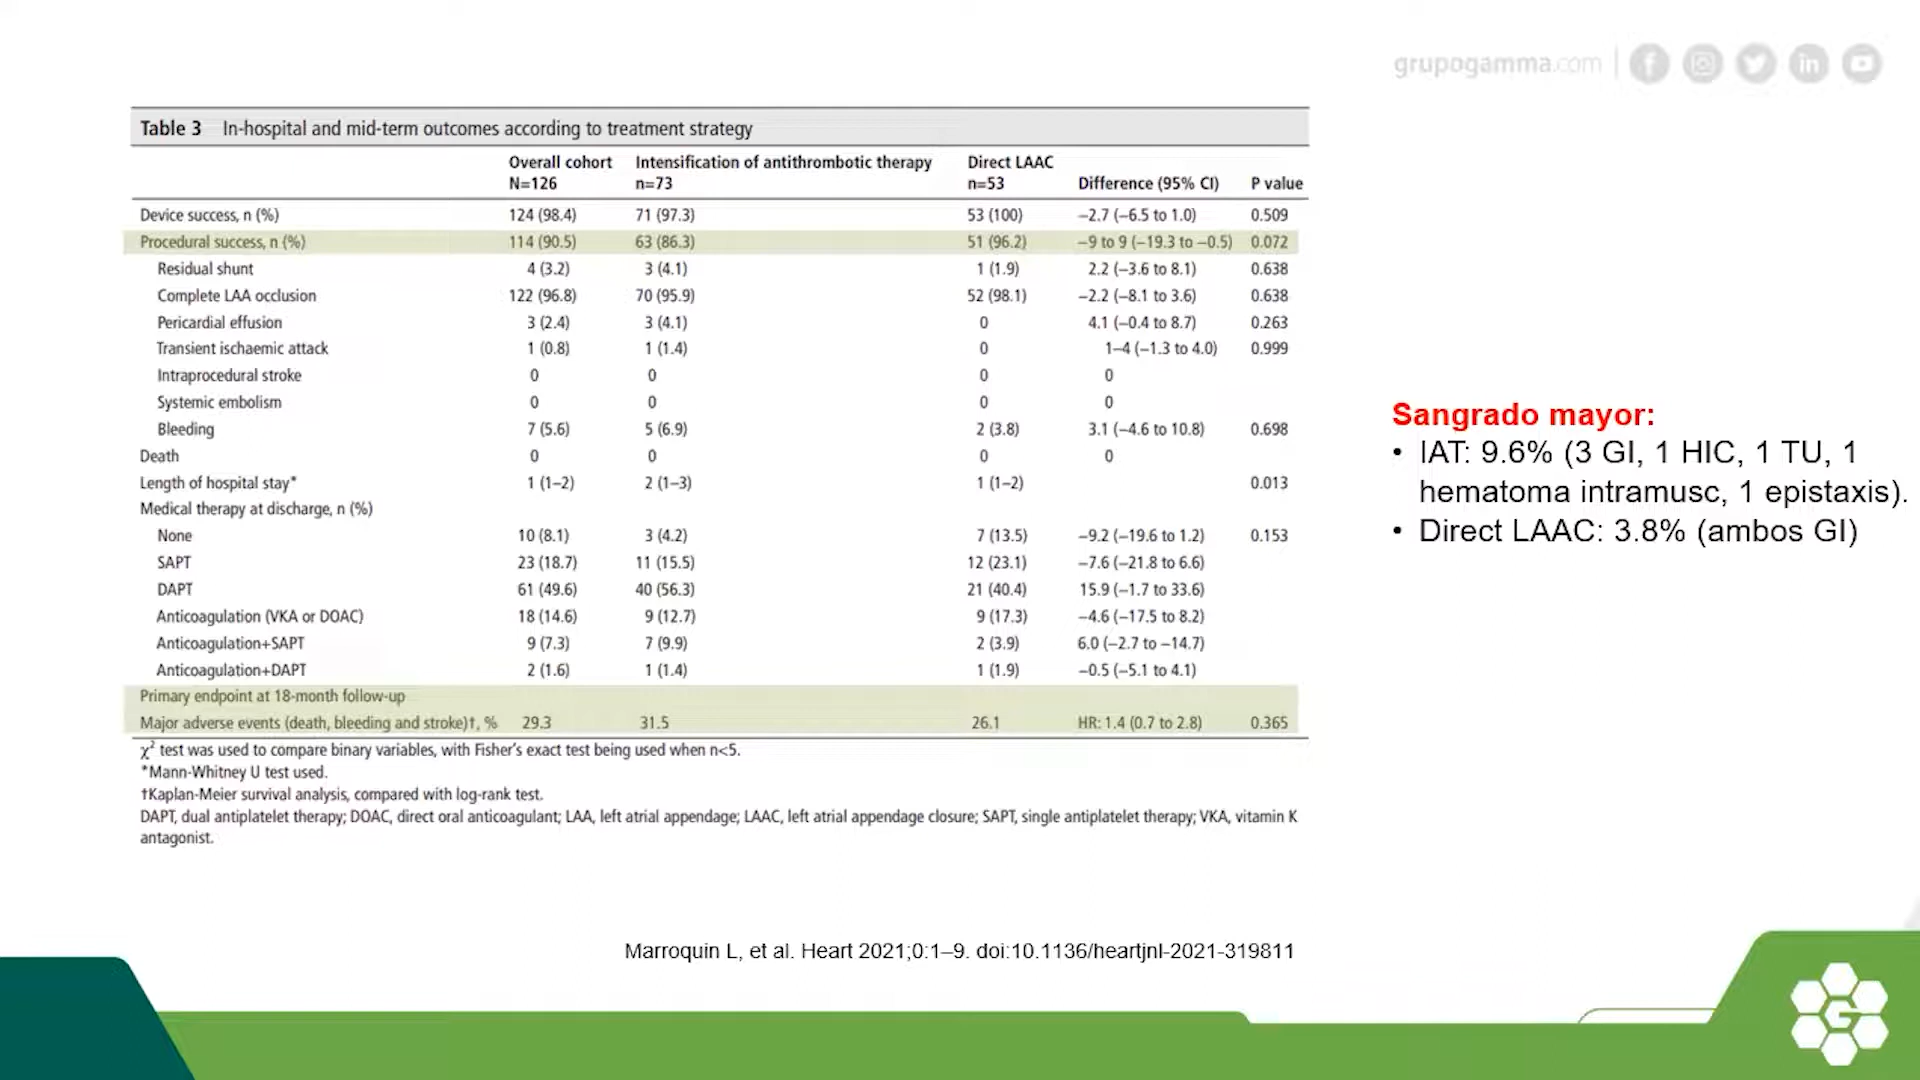 grupogamma.com
Table 3 In-hospital and mid-term outcomes according to treatment strategy
Overall cohort N=126 Intensification of antithrombotic therapy n=73 Direct LAAC n=53 Difference (95% CI) P value
Device success, n (%) 124 (98.4) 71 (97.3) 53 (100) −2.7 (−6.5 to 1.0) 0.509
Procedural success, n (%) 114 (90.5) 63 (86.3) 51 (96.2) −9 to 9 (−19.3 to −0.5) 0.072
Residual shunt 4 (3.2) 3 (4.1) 1 (1.9) 2.2 (−3.6 to 8.1) 0.638
Complete LAA occlusion 122 (96.8) 70 (95.9) 52 (98.1) −2.2 (−8.1 to 3.6) 0.638
Pericardial effusion 3 (2.4) 3 (4.1) 0 4.1 (−0.4 to 8.7) 0.263
Transient ischaemic attack 1 (0.8) 1 (1.4) 0 1–4 (−1.3 to 4.0) 0.999
Intraprocedural stroke 0 0 0 0
Systemic embolism 0 0 0 0
Bleeding 7 (5.6) 5 (6.9) 2 (3.8) 3.1 (−4.6 to 10.8) 0.698
Death 0 0 0 0
Length of hospital stay* 1 (1–2) 2 (1–3) 1 (1–2) 0.013
Medical therapy at discharge, n (%)
None 10 (8.1) 3 (4.2) 7 (13.5) −9.2 (−19.6 to 1.2) 0.153
SAPT 23 (18.7) 11 (15.5) 12 (23.1) −7.6 (−21.8 to 6.6)
DAPT 61 (49.6) 40 (56.3) 21 (40.4) 15.9 (−1.7 to 33.6)
Anticoagulation (VKA or DOAC) 18 (14.6) 9 (12.7) 9 (17.3) −4.6 (−17.5 to 8.2)
Anticoagulation+SAPT 9 (7.3) 7 (9.9) 2 (3.9) 6.0 (−2.7 to −14.7)
Anticoagulation+DAPT 2 (1.6) 1 (1.4) 1 (1.9) −0.5 (−5.1 to 4.1)
Primary endpoint at 18-month follow-up
Major adverse events (death, bleeding and stroke)†, % 29.3 31.5 26.1 HR: 1.4 (0.7 to 2.8) 0.365
χ² test was used to compare binary variables, with Fisher's exact test being used when n<5.
*Mann-Whitney U test used.
†Kaplan-Meier survival analysis, compared with log-rank test.
DAPT, dual antiplatelet therapy; DOAC, direct oral anticoagulant; LAA, left atrial appendage; LAAC, left atrial appendage closure; SAPT, single antiplatelet therapy; VKA, vitamin K
antagonist.
Sangrado mayor:
• IAT: 9.6% (3 GI, 1 HIC, 1 TU, 1
hematoma intramusc, 1 epistaxis).
• Direct LAAC: 3.8% (ambos GI)
Marroquin L, et al. Heart 2021;0:1–9. doi:10.1136/heartjnl-2021-319811